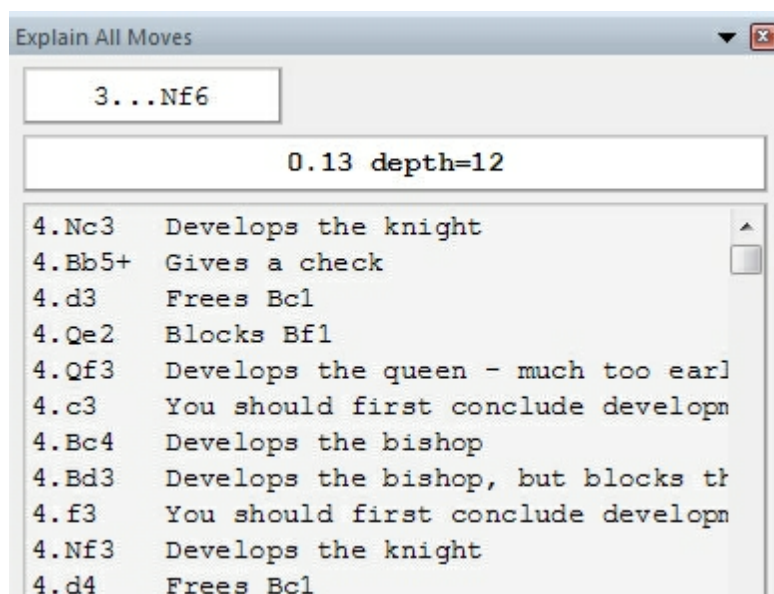 Explain All Moves
3...Nf6
0.13 depth=12
4.Nc3 Develops the knight
4.Bb5+ Gives a check
4.d3 Frees Bc1
4.Qe2 Blocks Bf1
4.Qf3 Develops the queen - much too earl
4.c3 You should first conclude developm
4.Bc4 Develops the bishop
4.Bd3 Develops the bishop, but blocks th
4.f3 You should first conclude developm
4.Nf3 Develops the knight
4.d4 Frees Bc1